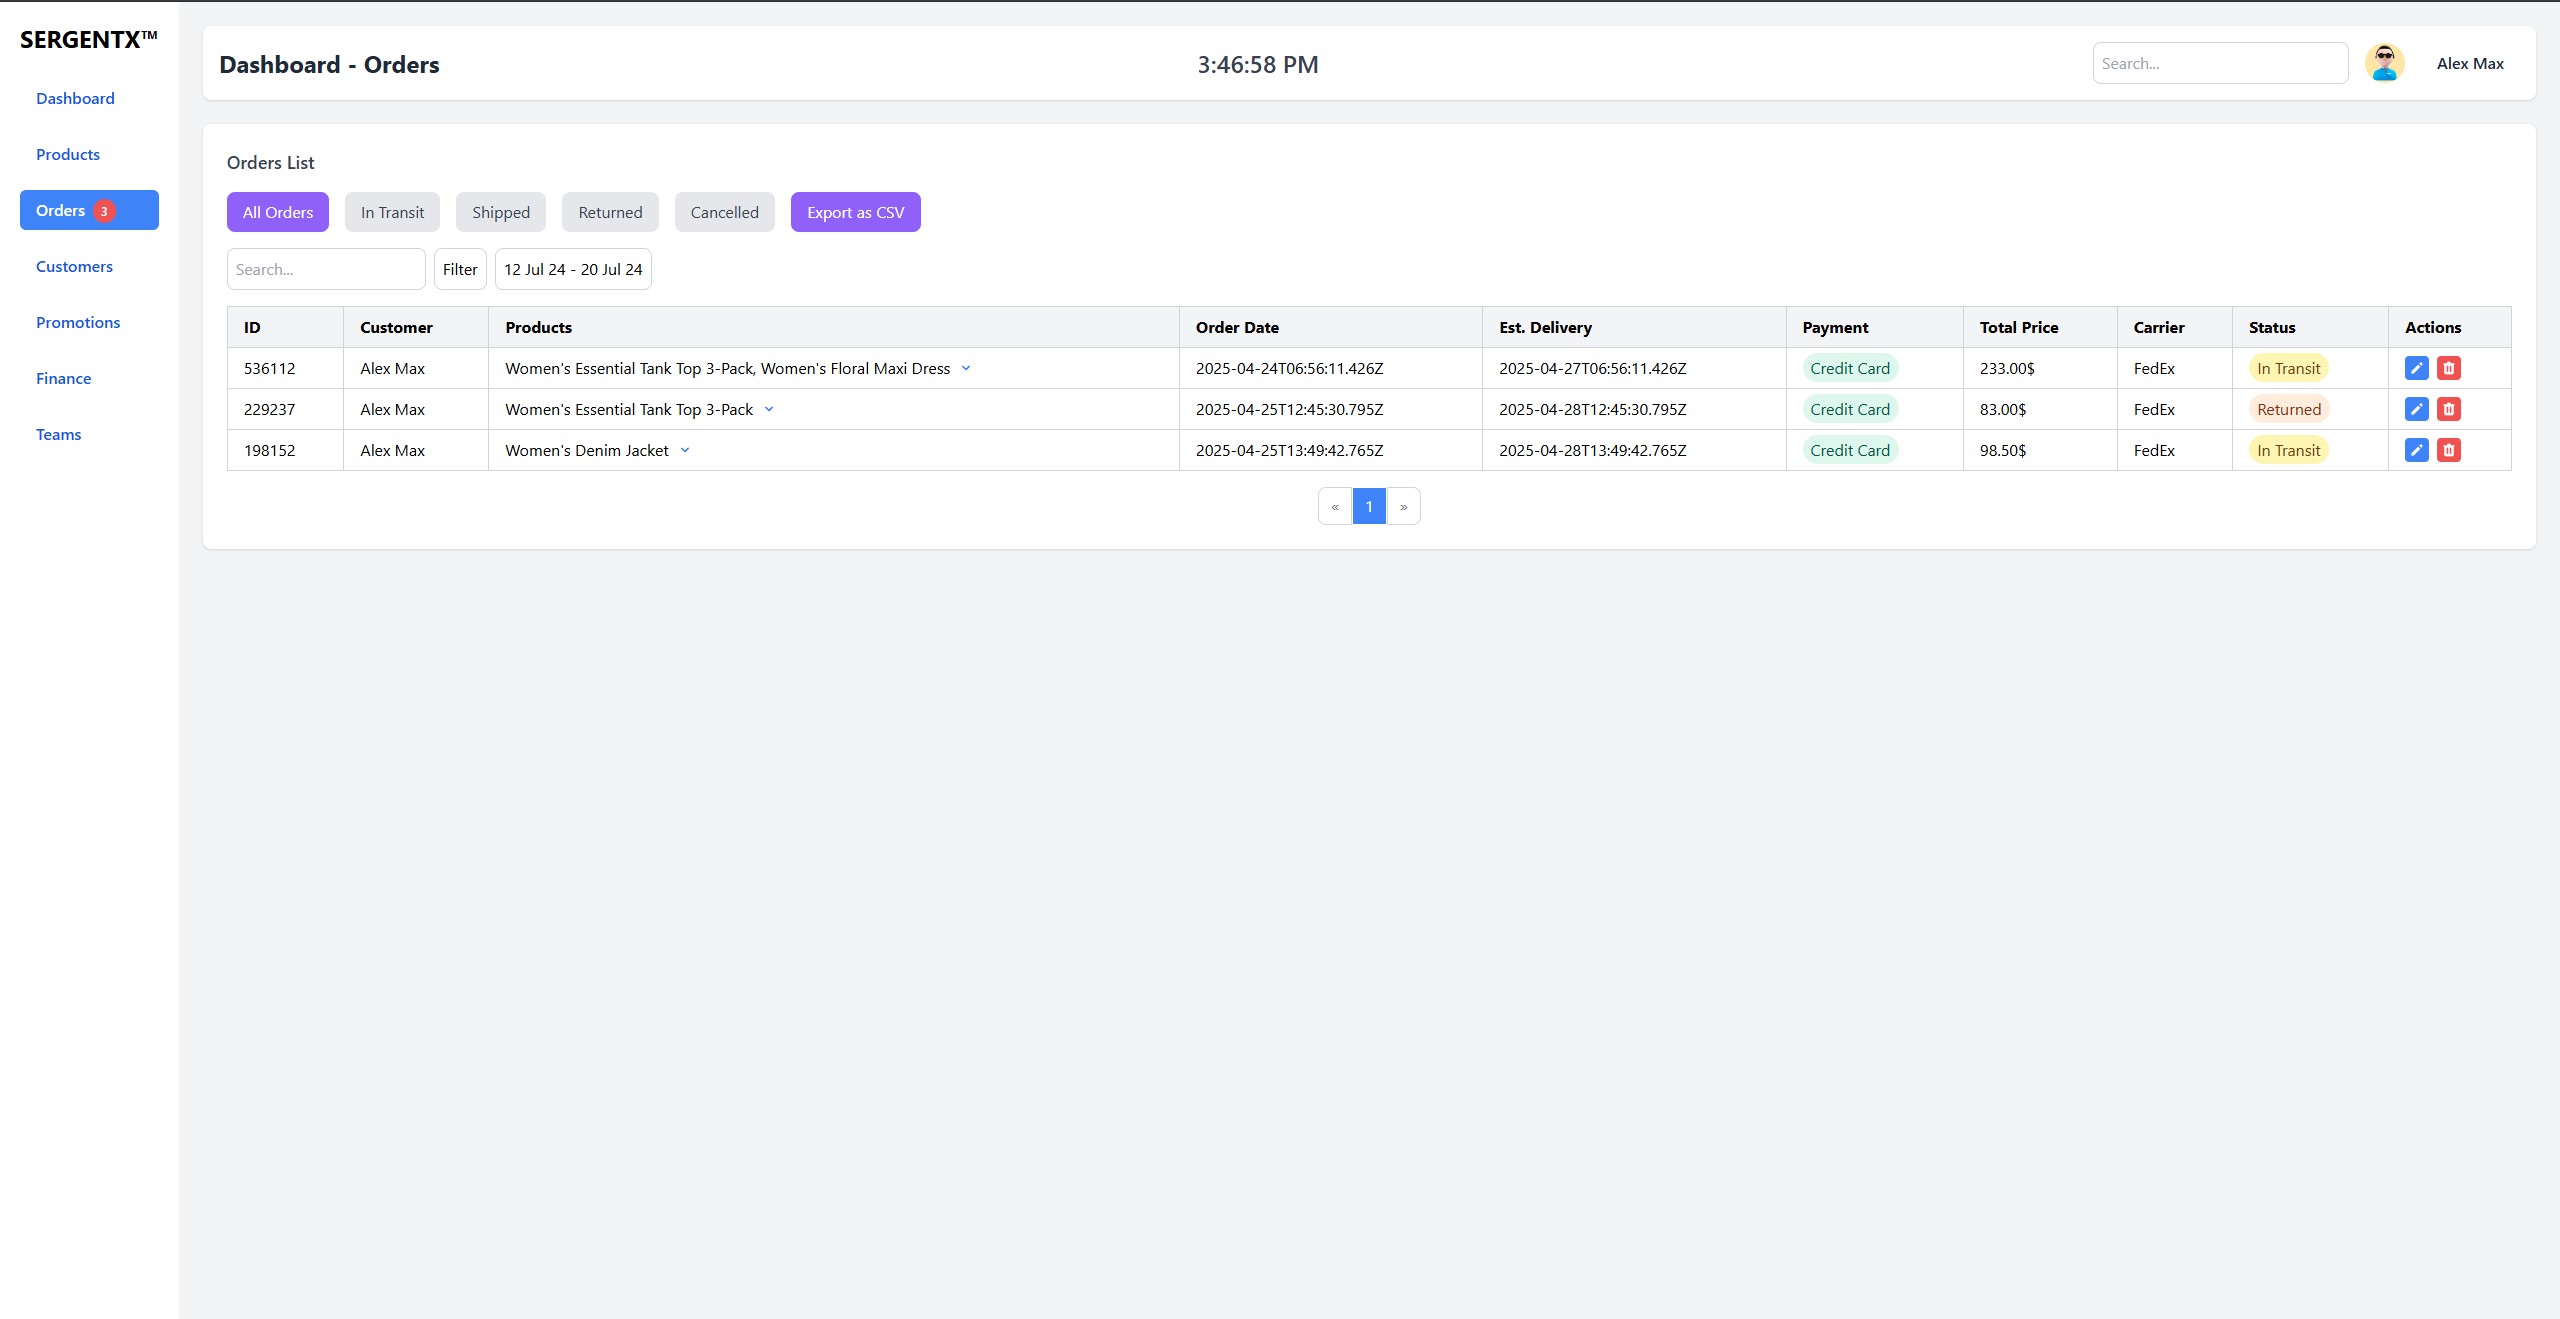 SERGENTX™
Dashboard
Products
Orders 3
Customers
Promotions
Finance
Teams
Dashboard - Orders 3:46:58 PM Search... Alex Max
Orders List
All Orders In Transit Shipped Returned Cancelled Export as CSV
Search... Filter 12 Jul 24 - 20 Jul 24
ID Customer Products Order Date Est. Delivery Payment Total Price Carrier Status Actions
536112 Alex Max Women's Essential Tank Top 3-Pack, Women's Floral Maxi Dress 2025-04-24T06:56:11.426Z 2025-04-27T06:56:11.426Z Credit Card 233.00$ FedEx In Transit
229237 Alex Max Women's Essential Tank Top 3-Pack 2025-04-25T12:45:30.795Z 2025-04-28T12:45:30.795Z Credit Card 83.00$ FedEx Returned
198152 Alex Max Women's Denim Jacket 2025-04-25T13:49:42.765Z 2025-04-28T13:49:42.765Z Credit Card 98.50$ FedEx In Transit
« 1 »